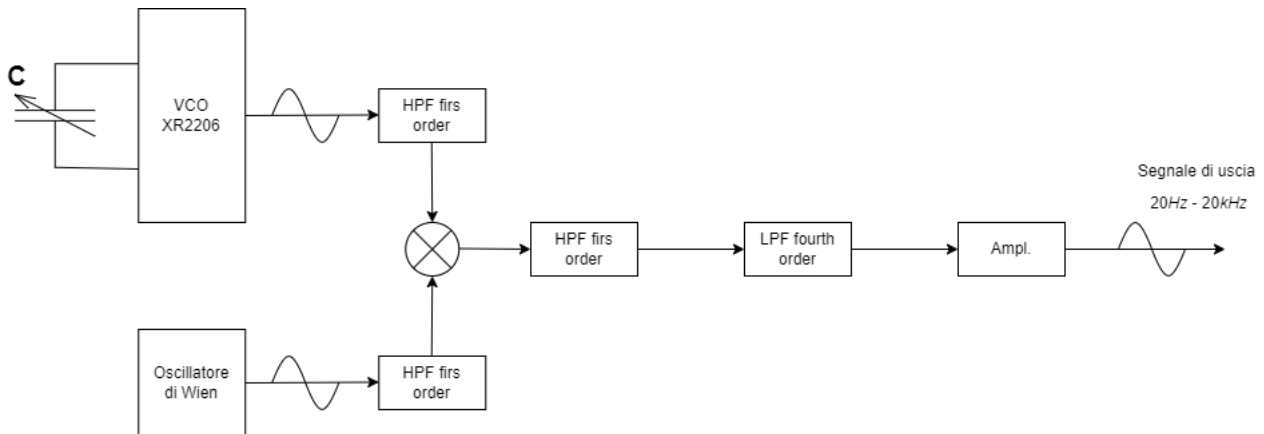 C
VCO
XR2206
HPF firs
order
Segnale di uscia
20Hz - 20kHz
HPF firs
order
LPF fourth
order
Ampl.
Oscillatore
di Wien
HPF firs
order